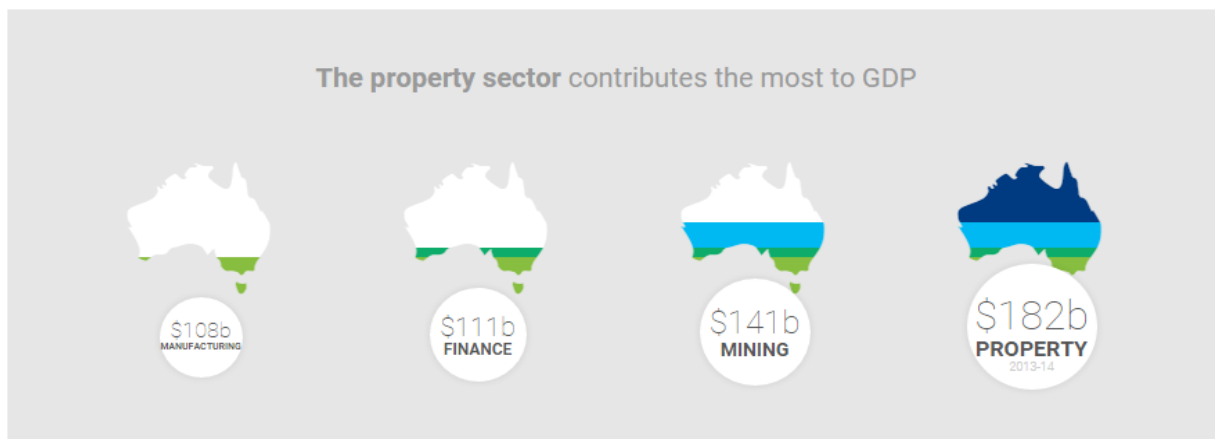 The property sector contributes the most to GDP
$108b
MANUFACTURING
$111b
FINANCE
$141b
MINING
$182b
PROPERTY
2013-14